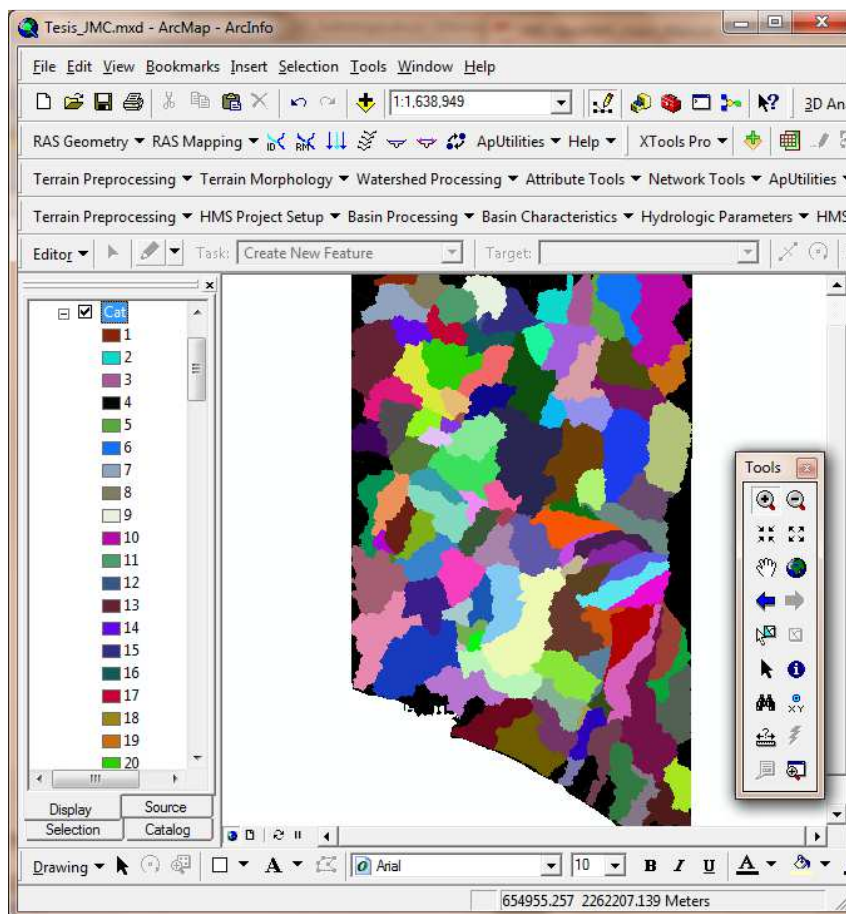 Tesis_JMC.mxd - ArcMap - ArcInfo
File Edit View Bookmarks Insert Selection Tools Window Help
1:1,638,949 3D An
RAS Geometry RAS Mapping ID RM ApUtilities Help XTools Pro
Terrain Preprocessing Terrain Morphology Watershed Processing Attribute Tools Network Tools ApUtilities
Terrain Preprocessing HMS Project Setup Basin Processing Basin Characteristics Hydrologic Parameters HMS
Editor Task: Create New Feature Target:
Cat
1
2
3
4
5
6
7
8
9
10
11
12
13
14
15
16
17
18
19
20
Display Source
Selection Catalog
Tools
XY
Drawing A Arial 10 B I U A
654955.257 2262207.139 Meters